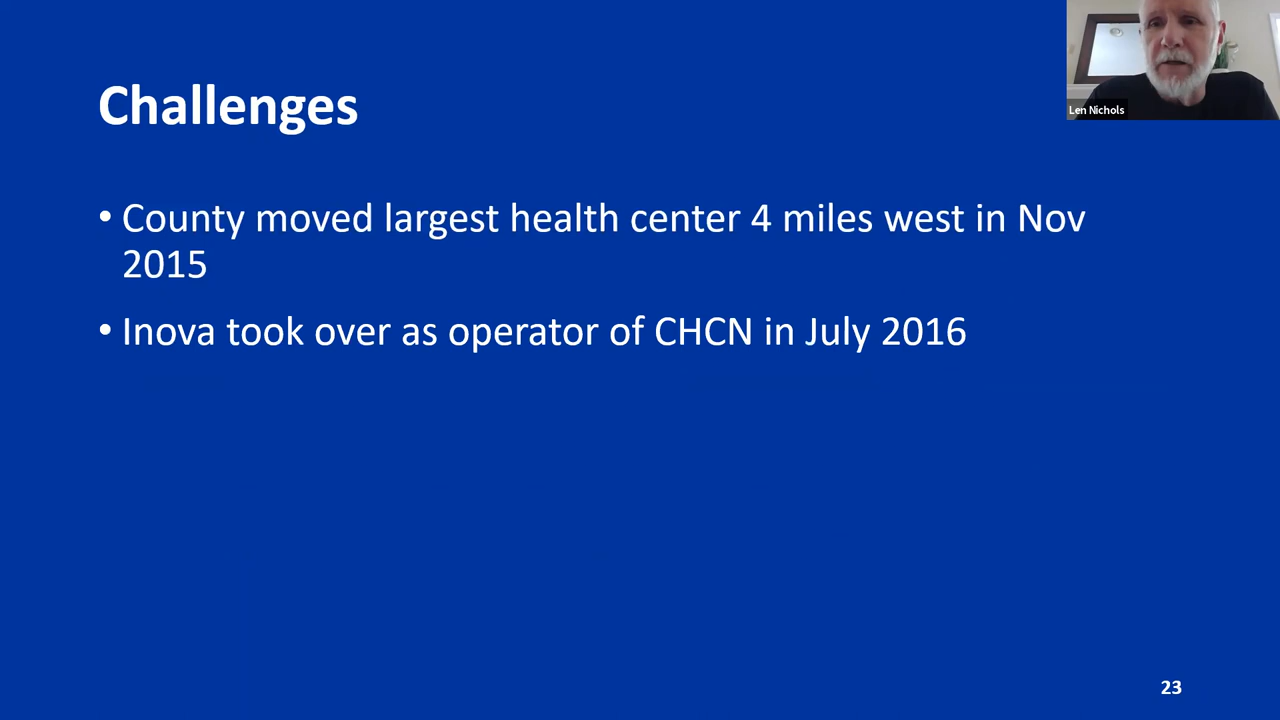 Len Nichols
Challenges
• County moved largest health center 4 miles west in Nov
2015
• Inova took over as operator of CHCN in July 2016
23